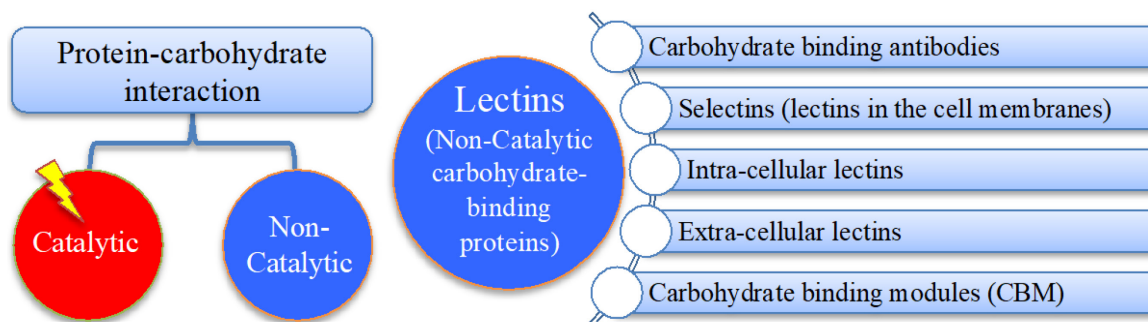 Protein-carbohydrate
interaction
Catalytic
Non-
Catalytic
Lectins
(Non-Catalytic
carbohydrate-
binding
proteins)
Carbohydrate binding antibodies
Selectins (lectins in the cell membranes)
Intra-cellular lectins
Extra-cellular lectins
Carbohydrate binding modules (CBM)